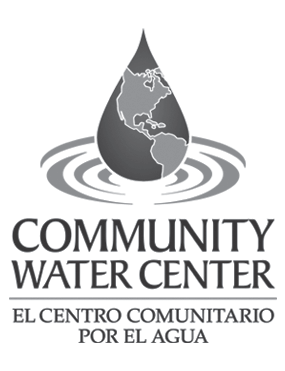 COMMUNITY
WATER CENTER
EL CENTRO COMUNITARIO
POR EL AGUA